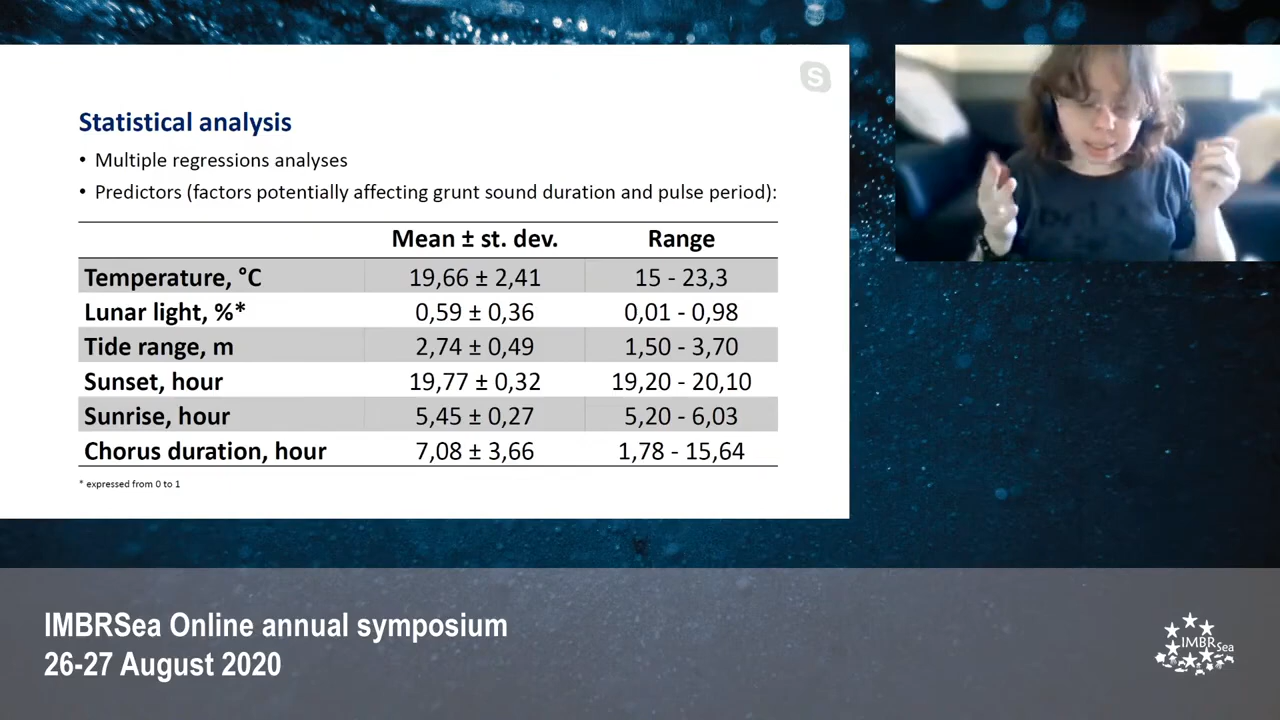 Statistical analysis
• Multiple regressions analyses
• Predictors (factors potentially affecting grunt sound duration and pulse period):
Mean ± st. dev. Range
Temperature, °C 19,66 ± 2,41 15 - 23,3
Lunar light, %* 0,59 ± 0,36 0,01 - 0,98
Tide range, m 2,74 ± 0,49 1,50 - 3,70
Sunset, hour 19,77 ± 0,32 19,20 - 20,10
Sunrise, hour 5,45 ± 0,27 5,20 - 6,03
Chorus duration, hour 7,08 ± 3,66 1,78 - 15,64
* expressed from 0 to 1
IMBRSea Online annual symposium
26-27 August 2020
IMBRSea